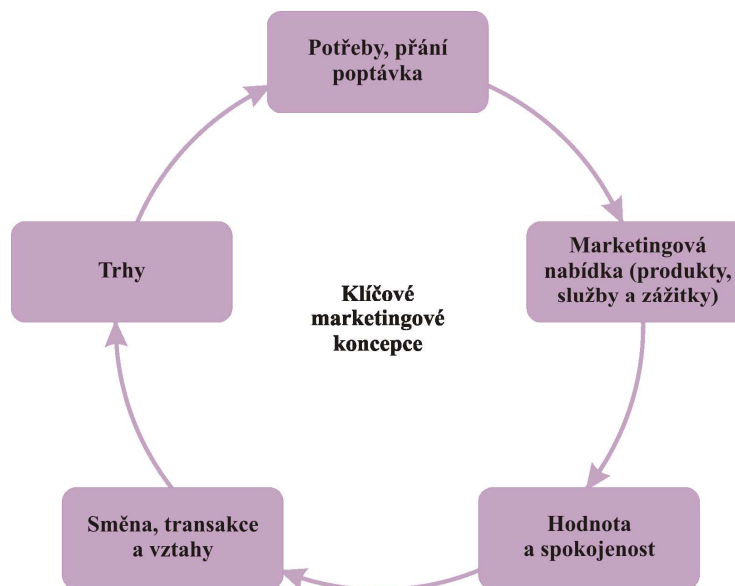 Potřeby, přání
poptávka
Marketingová
nabídka (produkty,
služby a zážitky)
Trhy
Klíčové
marketingové
koncepce
Směna, transakce
a vztahy
Hodnota
a spokojenost